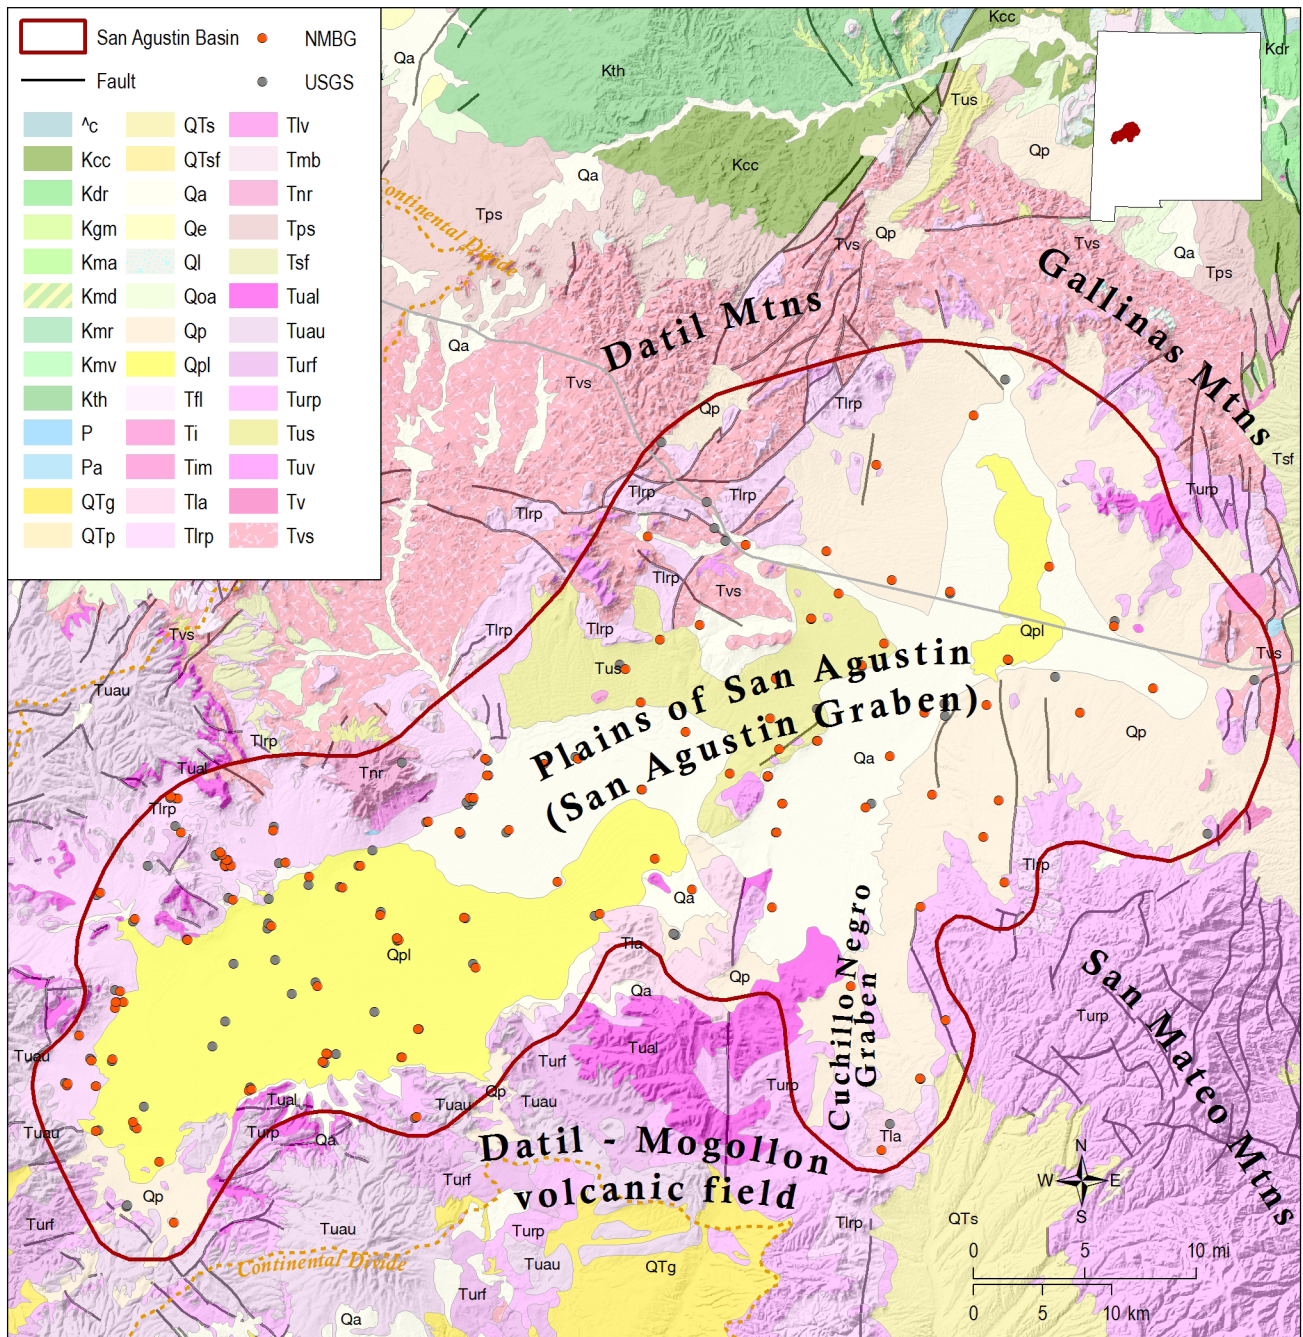 San Agustin Basin
NMBG
Fault
USGS
^c
QTs
Tlv
Kcc
QTsf
Tmb
Kdr
Qa
Tnr
Kgm
Qe
Tps
Kma
Ql
Tsf
Kmd
Qoa
Tual
Kmr
Qp
Tuau
Kmv
Qpl
Turf
Kth
Tfl
Turp
P
Ti
Tus
Pa
Tim
Tuv
QTg
Tla
Tv
QTp
Tlrp
Tvs
Qa
Kth
Kcc
Kdr
Tus
Qp
Kcc
Qa
Continental Divide
Tps
Qp
Tvs
Tvs
Qa
Tps
Gallinas Mtns
Datil Mtns
Qa
Tvs
Qp
Tlrp
Tsf
Tlrp
Tlrp
Turp
Tlrp
Tlrp
Tvs
Tlrp
Tlrp
Qpl
Tvs
Tvs
Tus
Tuau
Plains of San Agustin
(San Agustin Graben)
Tlrp
Qp
Tual
Tnr
Qa
Tlrp
Tlrp
Qa
Cuchillo Negro
Graben
Tla
Qpl
Qp
Qa
San Mateo Mtns
Turp
Tuau
Turf
Tual
Turp
Qp
Tual
Tuau
Tuau
Tuau
Turp
Qa
Tla
Datil - Mogollon
volcanic field
N
W
E
S
Turf
Qp
Turf
Tuau
Turp
Tlrp
QTs
Continental Divide
Tuau
QTg
Turf
Qa
0
5
10 mi
0
5
10 km